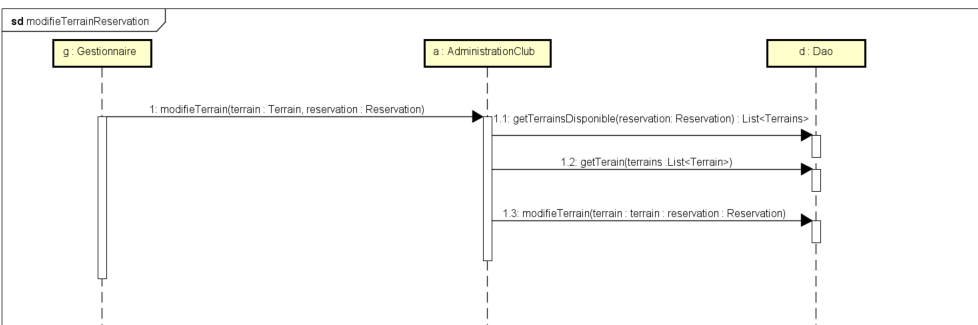 sd modifieTerrainReservation
g : Gestionnaire
a : AdministrationClub
d : Dao
1: modifieTerrain(terrain : Terrain, reservation : Reservation)
1.1: getTerrainsDisponible(reservation: Reservation) : List<Terrains>
1.2: getTerain(terrains :List<Terrain>)
1.3: modifieTerrain(terrain : terrain : reservation : Reservation)